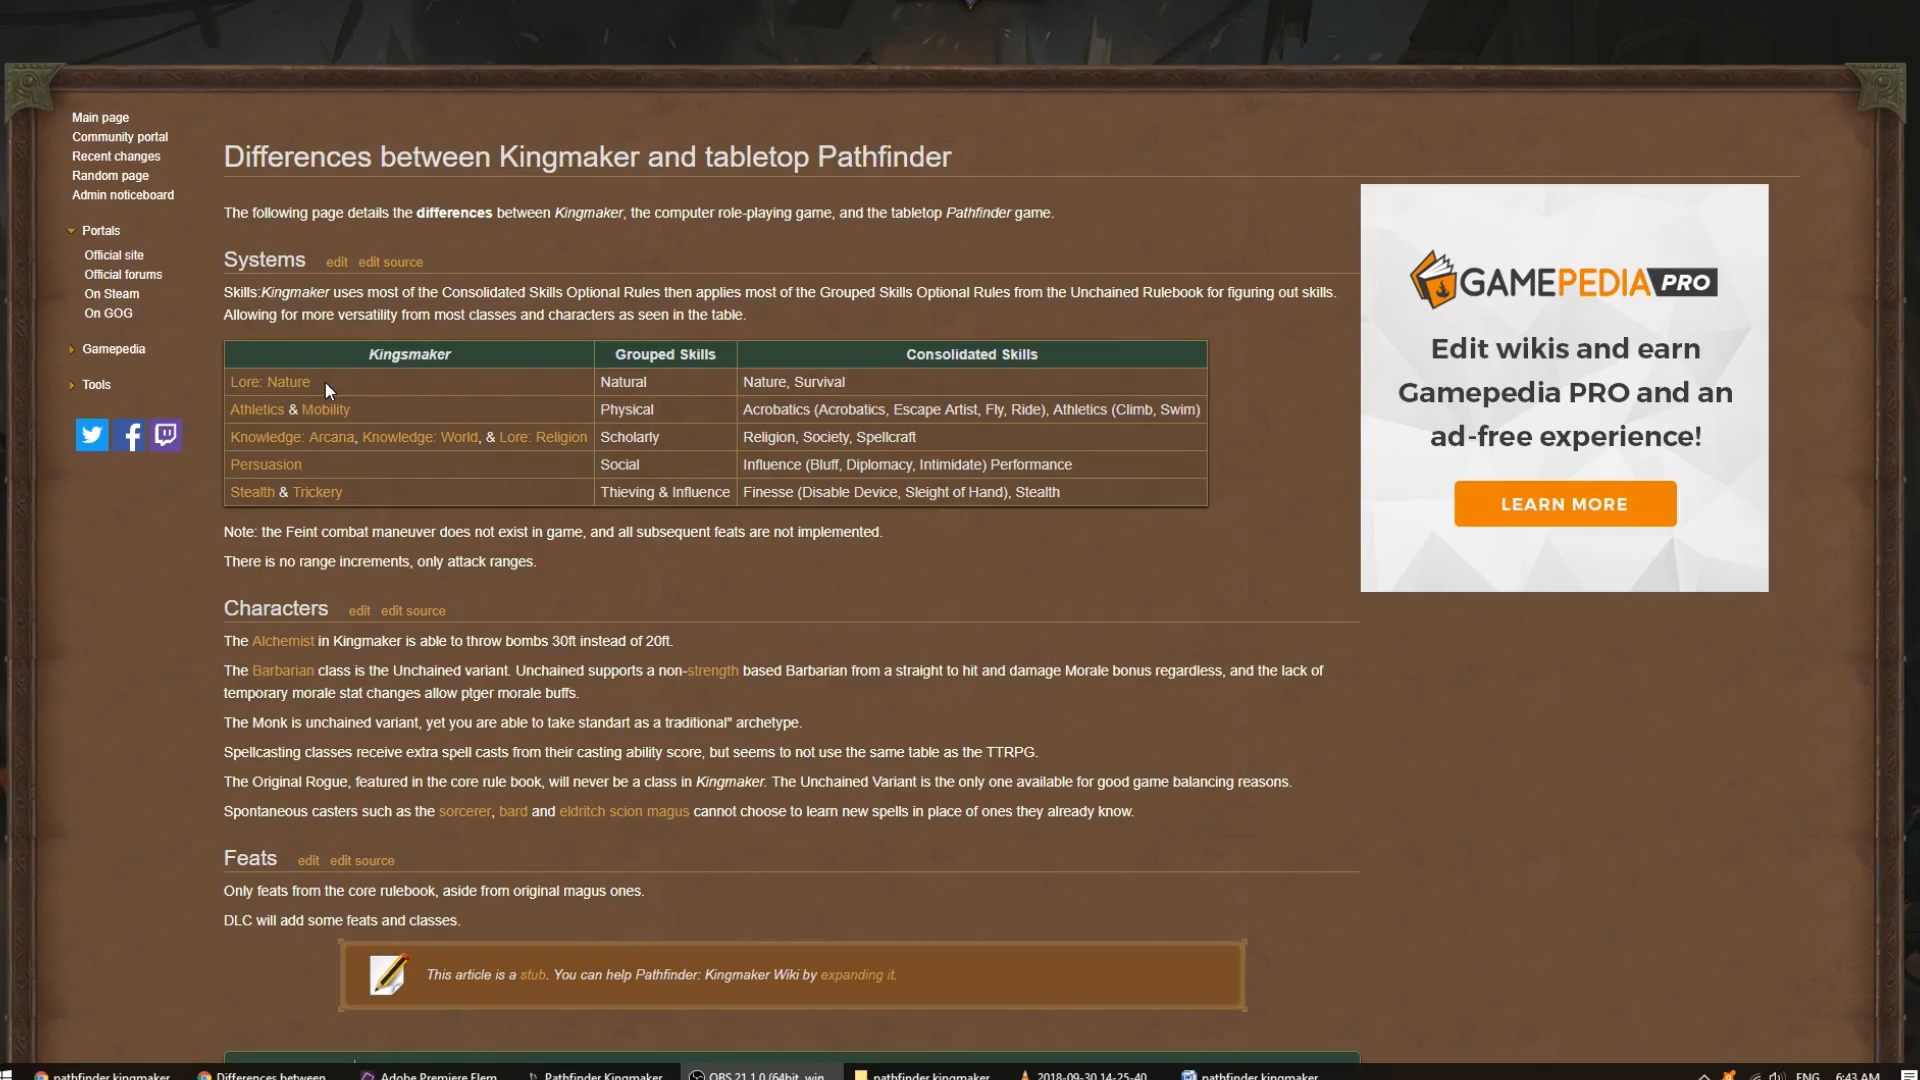 Main page
Community portal
Recent changes
Random page
Admin noticeboard
Portals
Official site
Official forums
On Steam
On GOG
Gamepedia
Tools
Differences between Kingmaker and tabletop Pathfinder
The following page details the differences between Kingmaker, the computer role-playing game, and the tabletop Pathfinder game.
Systems edit edit source
Skills:Kingmaker uses most of the Consolidated Skills Optional Rules then applies most of the Grouped Skills Optional Rules from the Unchained Rulebook for figuring out skills.
Allowing for more versatility from most classes and characters as seen in the table.
Kingsmaker Grouped Skills Consolidated Skills
Lore: Nature Natural Nature, Survival
Athletics & Mobility Physical Acrobatics (Acrobatics, Escape Artist, Fly, Ride), Athletics (Climb, Swim)
Knowledge: Arcana, Knowledge: World, & Lore: Religion Scholarly Religion, Society, Spellcraft
Persuasion Social Influence (Bluff, Diplomacy, Intimidate) Performance
Stealth & Trickery Thieving & Influence Finesse (Disable Device, Sleight of Hand), Stealth
Note: the Feint combat maneuver does not exist in game, and all subsequent feats are not implemented.
There is no range increments, only attack ranges.
Characters edit edit source
The Alchemist in Kingmaker is able to throw bombs 30ft instead of 20ft.
The Barbarian class is the Unchained variant. Unchained supports a non-strength based Barbarian from a straight to hit and damage Morale bonus regardless, and the lack of
temporary morale stat changes allow ptger morale buffs.
The Monk is unchained variant, yet you are able to take standart as a traditional" archetype.
Spellcasting classes receive extra spell casts from their casting ability score, but seems to not use the same table as the TTRPG.
The Original Rogue, featured in the core rule book, will never be a class in Kingmaker. The Unchained Variant is the only one available for good game balancing reasons.
Spontaneous casters such as the sorcerer, bard and eldritch scion magus cannot choose to learn new spells in place of ones they already know.
Feats edit edit source
Only feats from the core rulebook, aside from original magus ones.
DLC will add some feats and classes.
This article is a stub. You can help Pathfinder: Kingmaker Wiki by expanding it.
GAMEPEDIA PRO
Edit wikis and earn
Gamepedia PRO and an
ad-free experience!
LEARN MORE
pathfinder kingmaker Differences between Adobe Premiere Elem Pathfinder Kingmaker OBS 21.1.0 (64bit, win pathfinder kingmaker 2018-09-30 14-25-40 pathfinder kingmaker ENG 6:43 AM